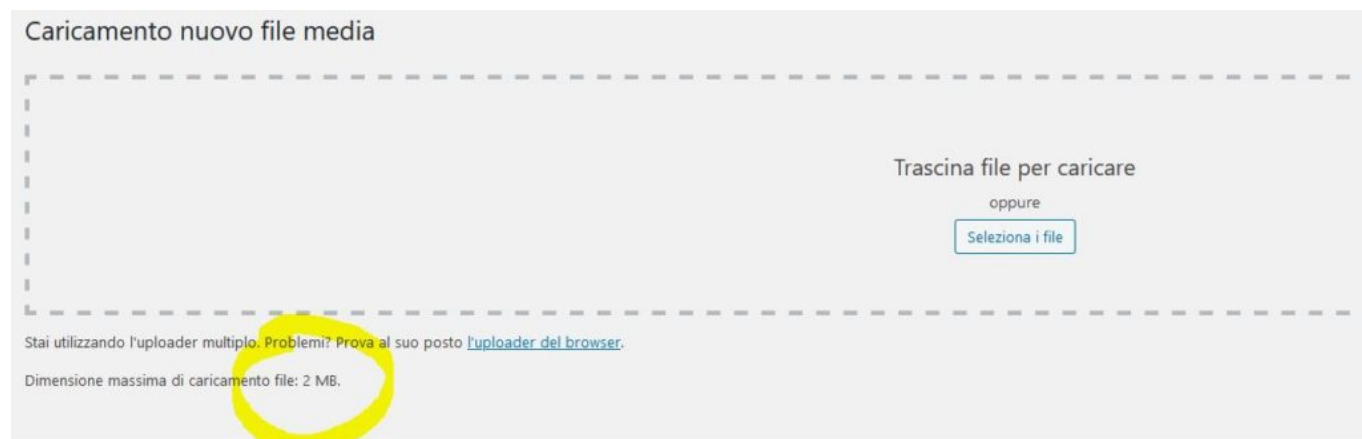 Caricamento nuovo file media
Trascina file per caricare
oppure
Seleziona i file
Stai utilizzando l'uploader multiplo. Problemi? Prova al suo posto l'uploader del browser.
Dimensione massima di caricamento file: 2 MB.